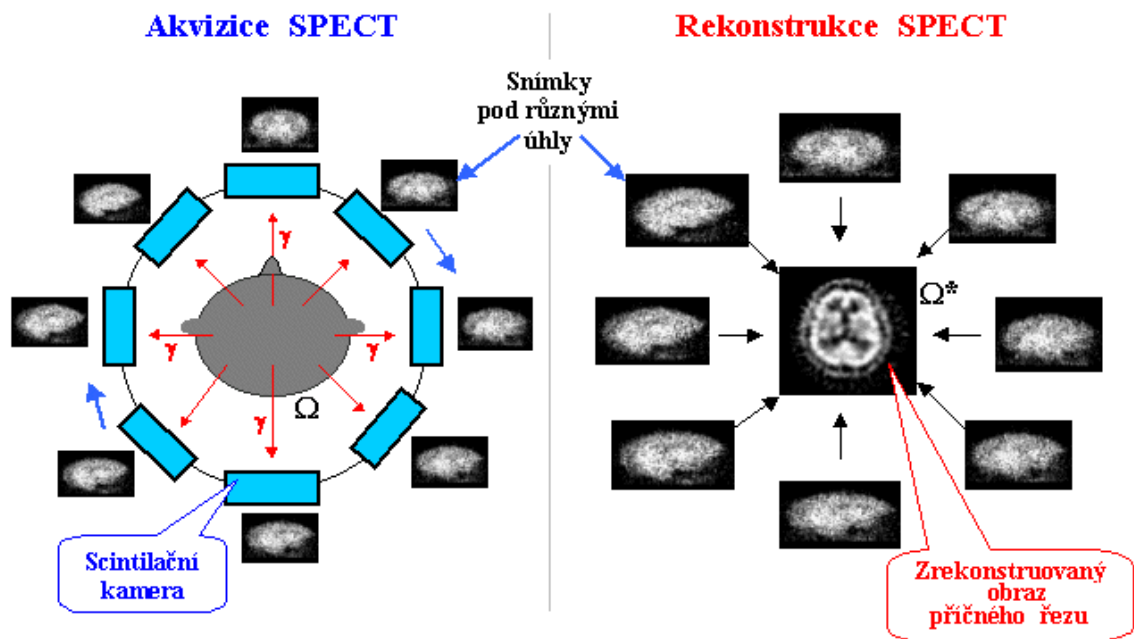 Akvizice SPECT
Rekonstrukce SPECT
Snímky
pod různými
úhly
γ
γ
γ
γ
Ω
Ω*
Scintilační
kamera
Zrekonstruovaný
obraz
příčného řezu